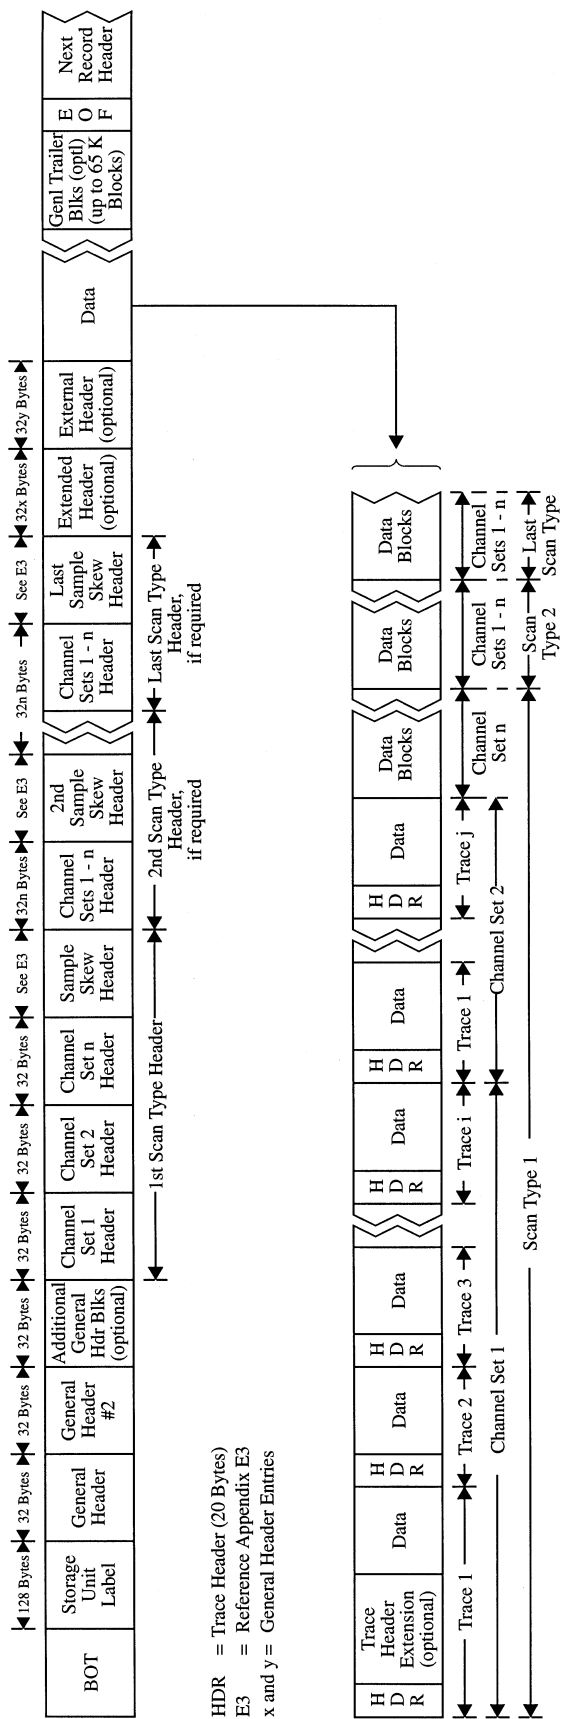 128 Bytes
32 Bytes
32 Bytes
32 Bytes
32 Bytes
32 Bytes
32 Bytes
See E3
32n Bytes
See E3
32n Bytes
See E3
32x Bytes
32y Bytes
BOT
Storage
Unit
Label
General
Header
General
Header
#2
Additional
General
Hdr Blks
(optional)
Channel
Set 1
Header
Channel
Set 2
Header
Channel
Set n
Header
Sample
Skew
Header
Channel
Sets 1 - n
Header
2nd
Sample
Skew
Header
Channel
Sets 1 - n
Header
Last
Sample
Skew
Header
Extended
Header
(optional)
External
Header
(optional)
Data
Genl Trailer
Blks (optl)
(up to 65 K
Blocks)
E
O
F
Next
Record
Header
1st Scan Type Header
2nd Scan Type
Header,
if required
Last Scan Type
Header,
if required
HDR = Trace Header (20 Bytes)
E3 = Reference Appendix E3
x and y = General Header Entries
H
D
R
Trace
Header
Extension
(optional)
Data
H
D
R
Data
H
D
R
Data
H
D
R
Data
H
D
R
Data
H
D
R
Data
Data
Blocks
Data
Blocks
Data
Blocks
Trace 1
Trace 2
Trace 3
Trace i
Trace 1
Trace j
Channel
Set n
Channel
Sets 1 - n
Channel
Sets 1 - n
Channel Set 1
Channel Set 2
Scan Type 1
Scan
Type 2
Last
Scan Type